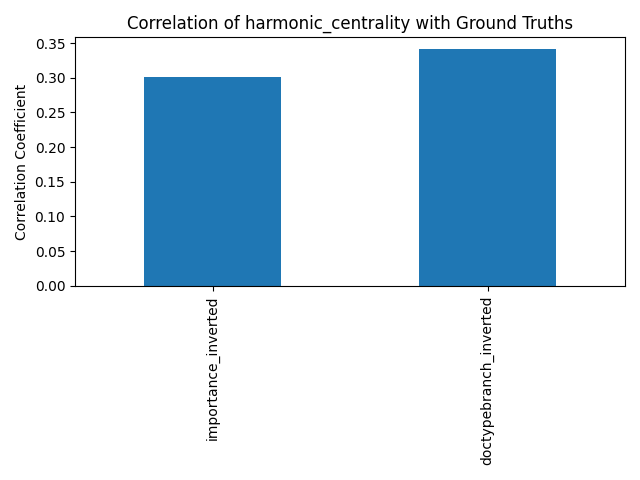 Correlation of harmonic_centrality with Ground Truths
Correlation Coefficient
0.35
0.30
0.25
0.20
0.15
0.10
0.05
0.00
importance_inverted
doctypebranch_inverted